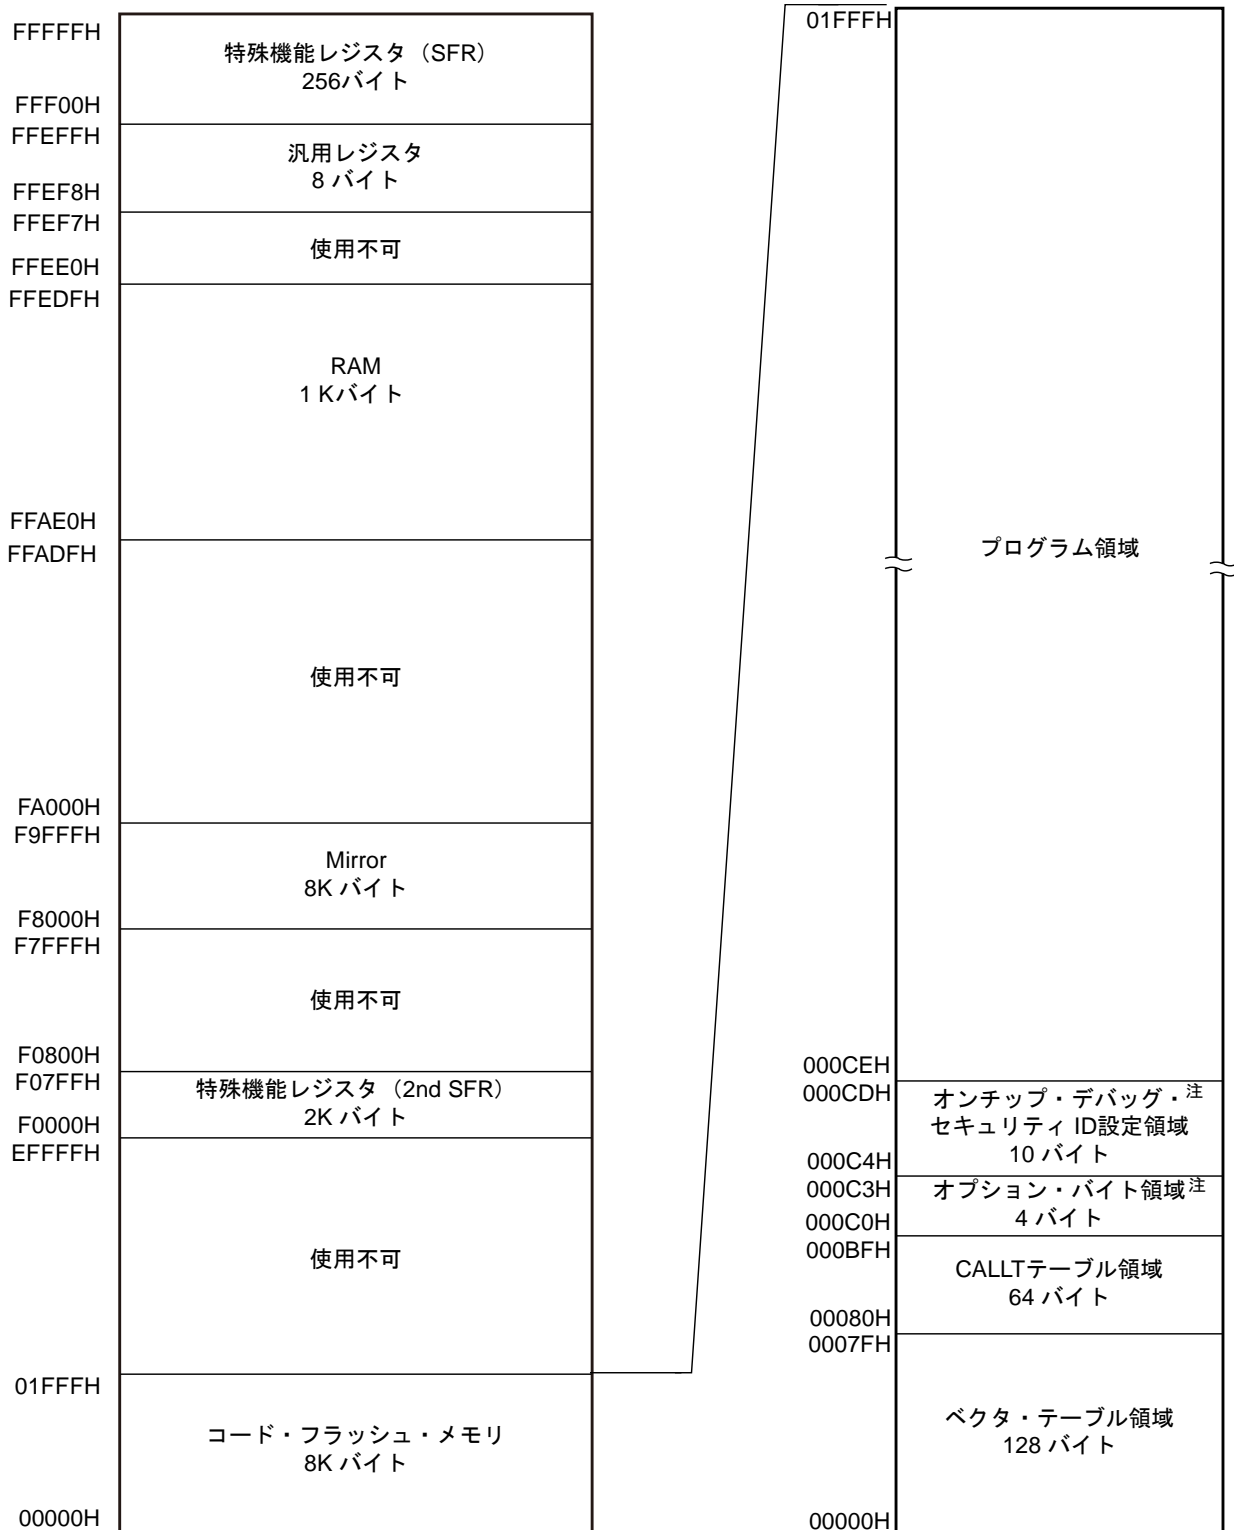 FFFFFH
特殊機能レジスタ（SFR）
256バイト
FFF00H
FFEFFH
汎用レジスタ
8 バイト
FFEF8H
FFEF7H
使用不可
FFEE0H
FFEDFH
RAM
1 Kバイト
FFAE0H
FFADFH
使用不可
FA000H
F9FFFH
Mirror
8K バイト
F8000H
F7FFFH
使用不可
F0800H
F07FFH
特殊機能レジスタ（2nd SFR）
2K バイト
F0000H
EFFFFH
使用不可
01FFFH
コード・フラッシュ・メモリ
8K バイト
00000H
01FFFH
プログラム領域
000CEH
000CDH
オンチップ・デバッグ・注
セキュリティ ID設定領域
10 バイト
000C4H
000C3H
オプション・バイト領域注
4 バイト
000C0H
000BFH
CALLTテーブル領域
64 バイト
00080H
0007FH
ベクタ・テーブル領域
128 バイト
00000H